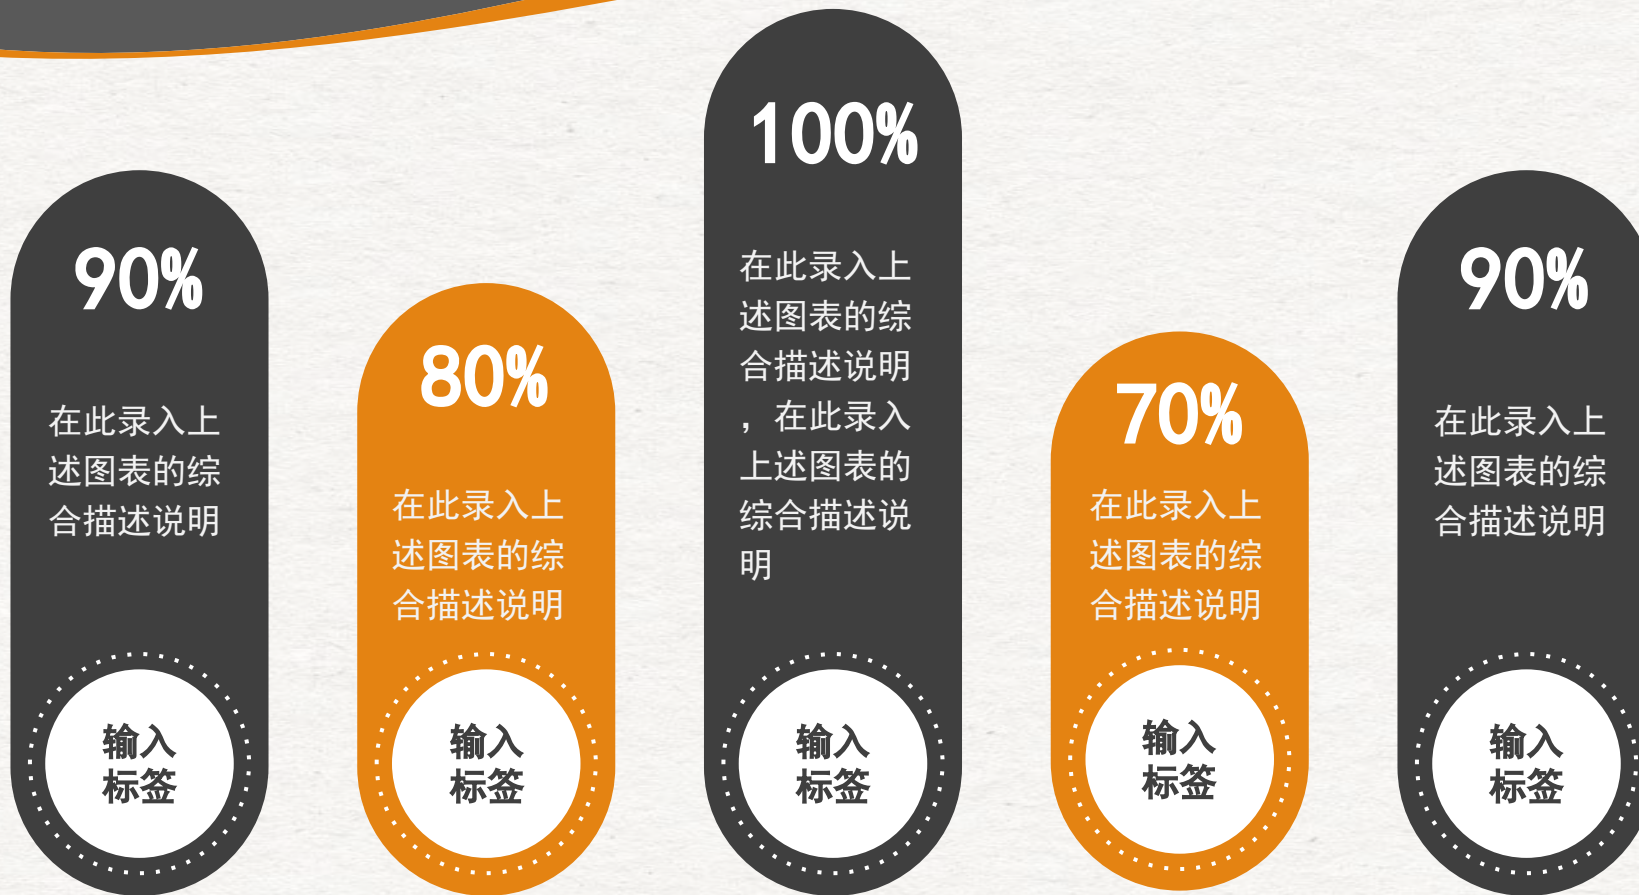 90%
在此录入上
述图表的综
合描述说明
输入
标签
80%
在此录入上
述图表的综
合描述说明
输入
标签
100%
在此录入上
述图表的综
合描述说明
，在此录入
上述图表的
综合描述说
明
输入
标签
70%
在此录入上
述图表的综
合描述说明
输入
标签
90%
在此录入上
述图表的综
合描述说明
输入
标签